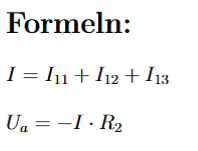 Formeln:
I = I₁₁ + I₁₂ + I₁₃
Uₐ = −I · R₂